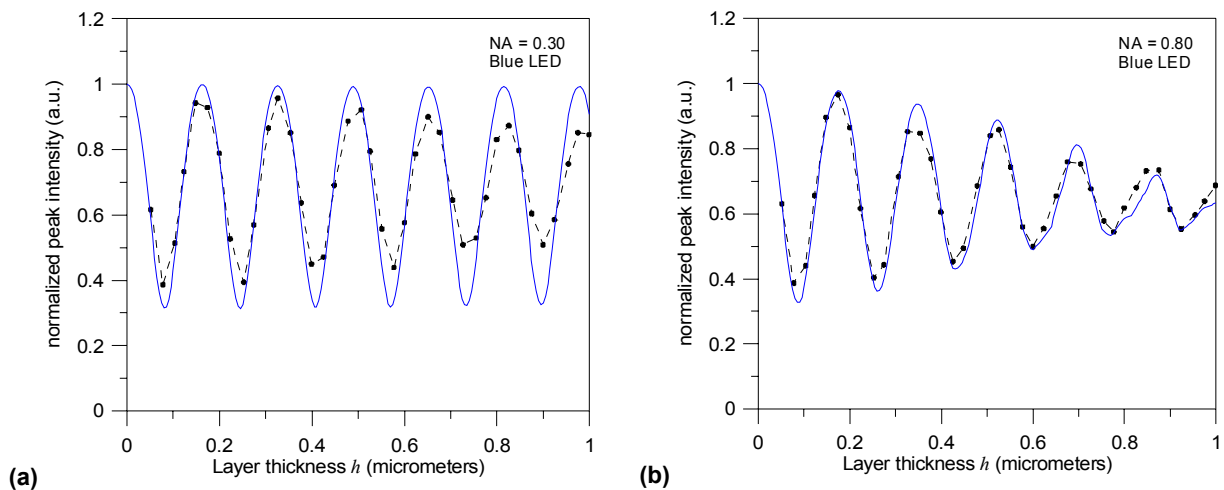 1.2
NA = 0.30
Blue LED
1
0.8
0.6
0.4
0.2
0
normalized peak intensity (a.u.)
0 0.2 0.4 0.6 0.8 1
Layer thickness h (micrometers)
(a)
1.2
NA = 0.80
Blue LED
1
0.8
0.6
0.4
0.2
0
normalized peak intensity (a.u.)
0 0.2 0.4 0.6 0.8 1
Layer thickness h (micrometers)
(b)